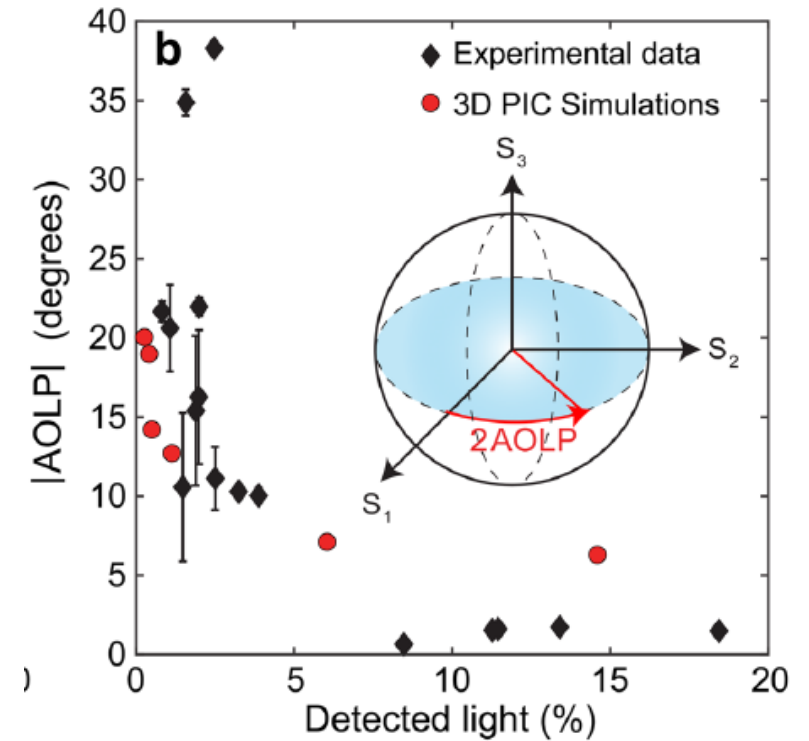 b
Experimental data
3D PIC Simulations
40
35
30
25
20
15
10
5
0
|AOLP| (degrees)
S3
S2
S1
2AOLP
0
5
10
15
20
Detected light (%)